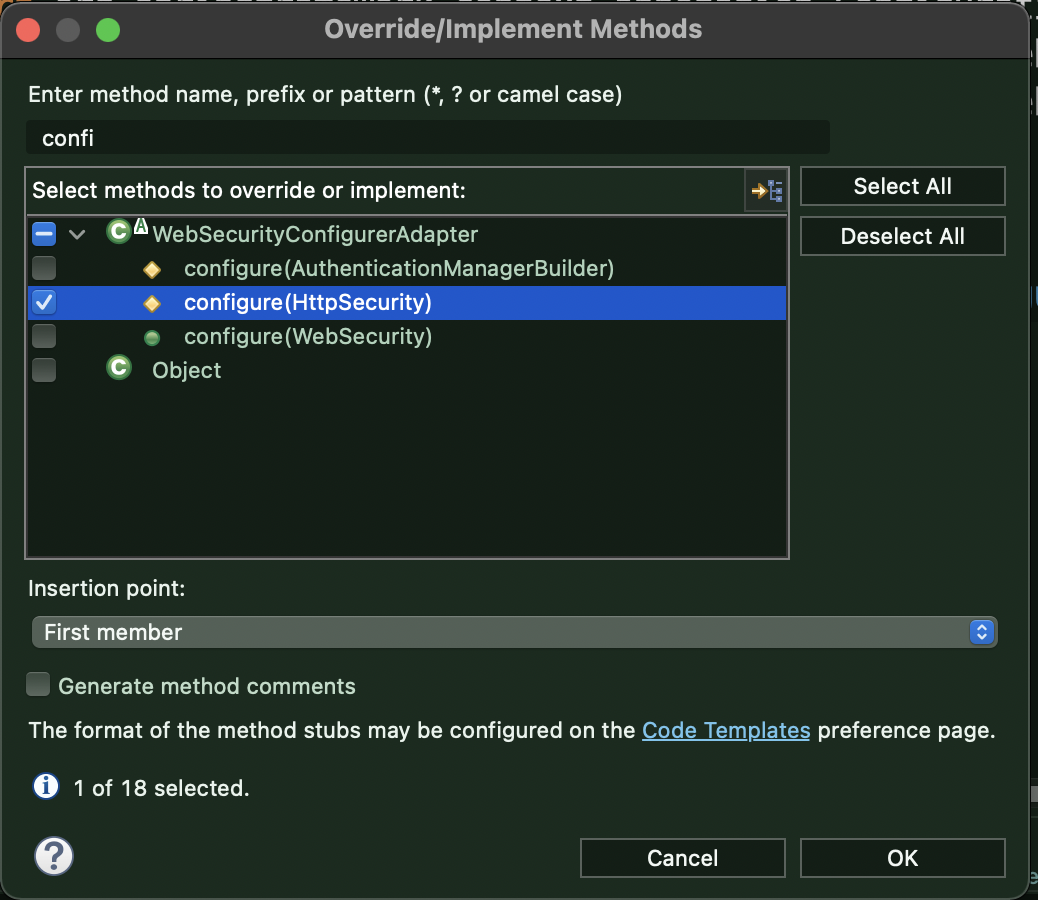 Override/Implement Methods
Enter method name, prefix or pattern (*, ? or camel case)
confi
Select methods to override or implement:
Select All
Deselect All
WebSecurityConfigurerAdapter
configure(AuthenticationManagerBuilder)
configure(HttpSecurity)
configure(WebSecurity)
Object
Insertion point:
First member
Generate method comments
The format of the method stubs may be configured on the Code Templates preference page.
1 of 18 selected.
Cancel
OK